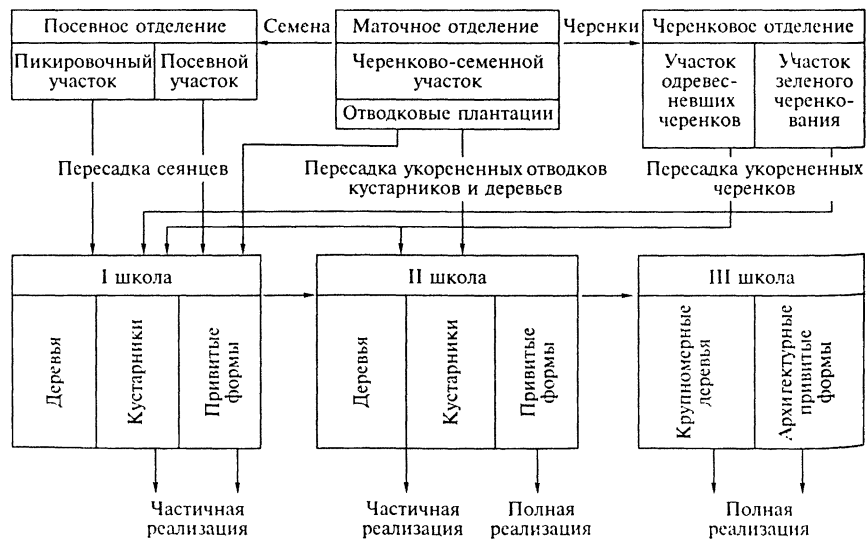 Посевное отделение
Семена
Маточное отделение
Черенки
Черенковое отделение
Пикировочный
участок
Посевной
участок
Черенково-семенной
участок
Отводковые плантации
Участок
одревес-
невших
черенков
Участок
зеленого
черенко-
вания
Пересадка сеянцев
Пересадка укорененных отводков
кустарников и деревьев
Пересадка укорененных
черенков
I школа
II школа
III школа
Деревья
Кустарники
Привитые
формы
Деревья
Кустарники
Привитые
формы
Крупномерные
деревья
Архитектурные
привитые
формы
Частичная
реализация
Частичная
реализация
Полная
реализация
Полная
реализация